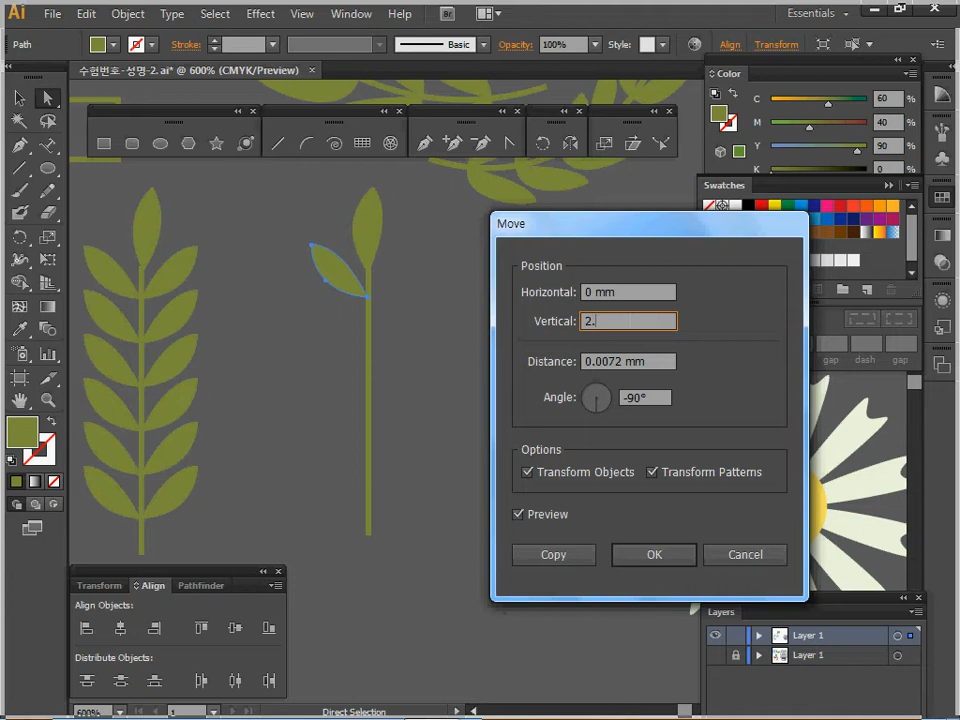 Ai File Edit Object Type Select Effect View Window Help Br Essentials
Path Stroke: Basic Opacity: 100% Style: Align Transform
수험번호-성명-2. ai* @ 600% (CMYK/Preview)
Color
C 60 %
M 40 %
Y 90 %
K 0 %
Swatches
Move
Position
Horizontal: 0 mm
Vertical: 2.
Distance: 0.0072 mm
Angle: -90°
gap dash gap
Options
Transform Objects Transform Patterns
Preview
Copy OK Cancel
Transform Align Pathfinder
Align Objects:
Distribute Objects:
Layers
Layer 1
Layer 1
600% 1 Direct Selection